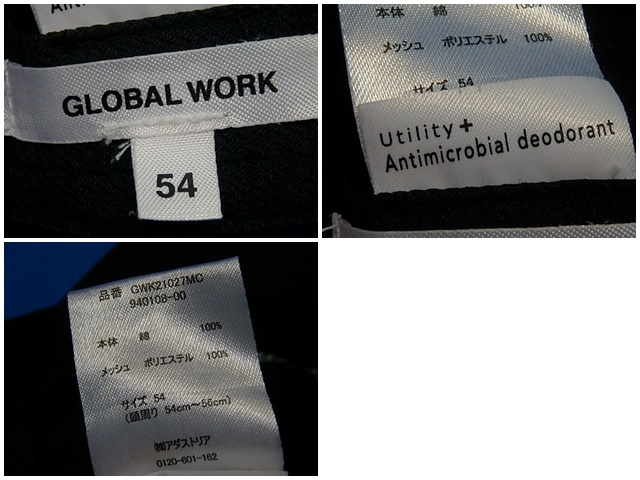 GLOBAL WORK
54
本体 綿 100%
メッシュ ポリエステル 100%
サイズ 54
Utility+
Antimicrobial deodorant
品番 GWK21027MC
940108-00
本体 綿 100%
メッシュ ポリエステル 100%
サイズ 54
(頭周り 54cm～56cm)
㈱アダストリア
0120-601-162